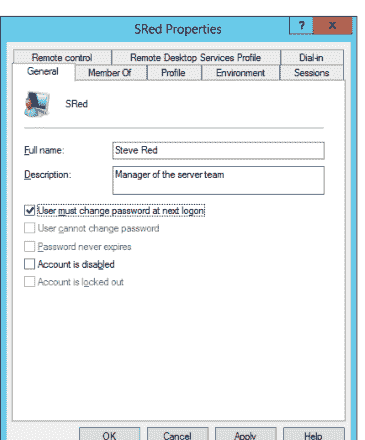 SRed Properties
? x
Remote control Remote Desktop Services Profile Dial-in
General Member Of Profile Environment Sessions
SRed
Full name: Steve Red
Description: Manager of the server team
User must change password at next logon
User cannot change password
Password never expires
Account is disabled
Account is locked out
OK Cancel Apply Help